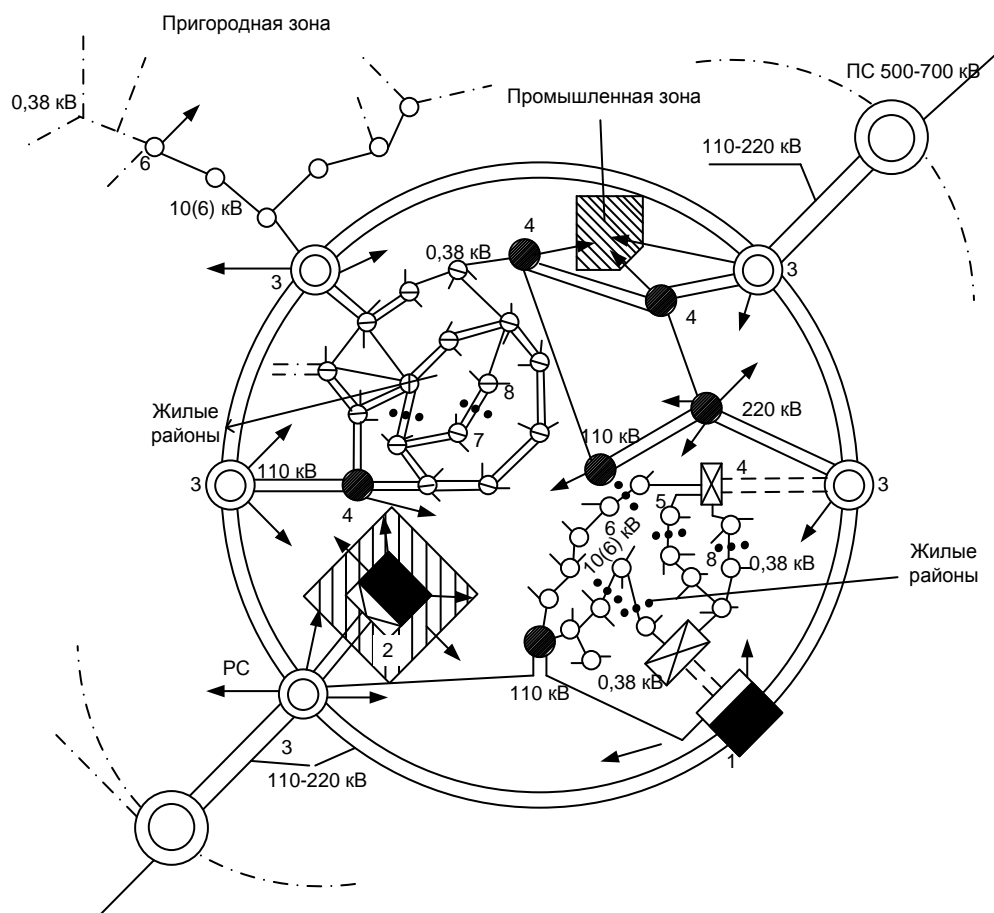 Пригородная зона
ПС 500-700 кВ
0,38 кВ
Промышленная зона
110-220 кВ
6
10(6) кВ
4
0,38 кВ
3
3
4
8
Жилые
районы
220 кВ
7
110 кВ
110 кВ
4
3
3
5
4
6
10(6) кВ
8
0,38 кВ
Жилые
районы
2
РС
0,38 кВ
110 кВ
3
1
110-220 кВ